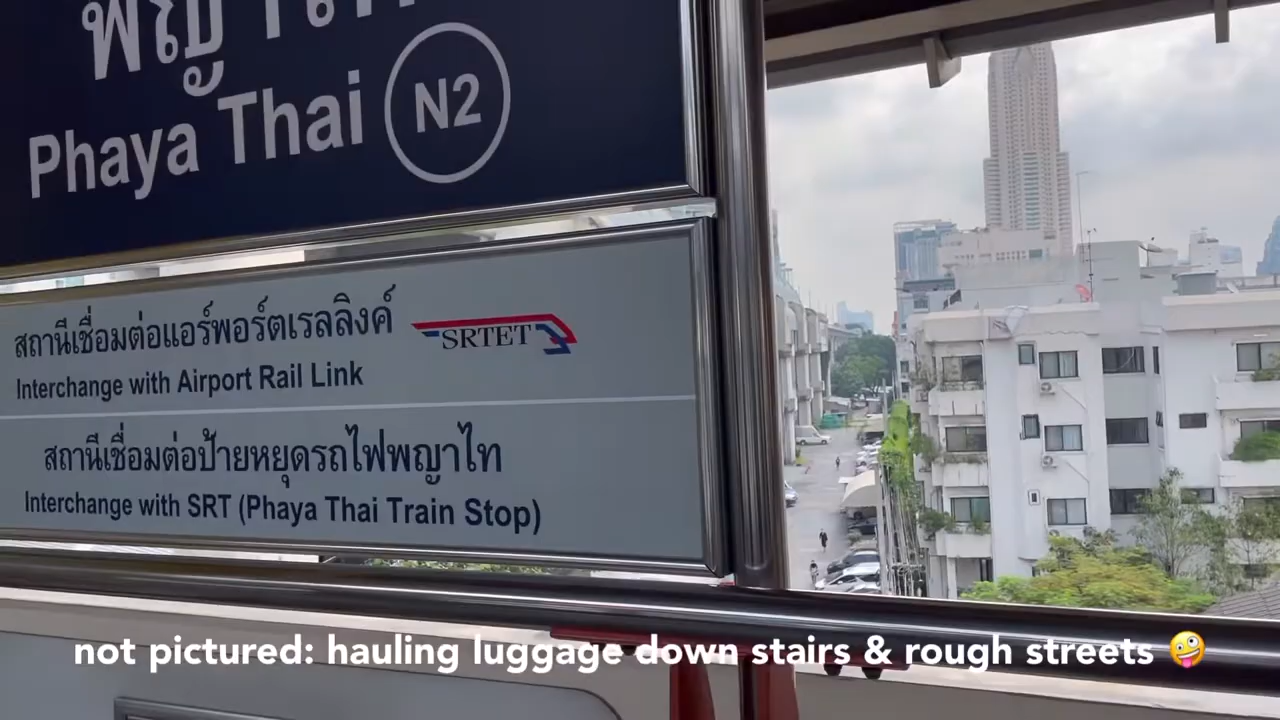 Phaya Thai N2
สถานีเชื่อมต่อแอร์พอร์ตเรลลิงค์
SRTET
Interchange with Airport Rail Link
สถานีเชื่อมต่อป้ายหยุดรถไฟพญาไท
Interchange with SRT (Phaya Thai Train Stop)
not pictured: hauling luggage down stairs & rough streets 🤪